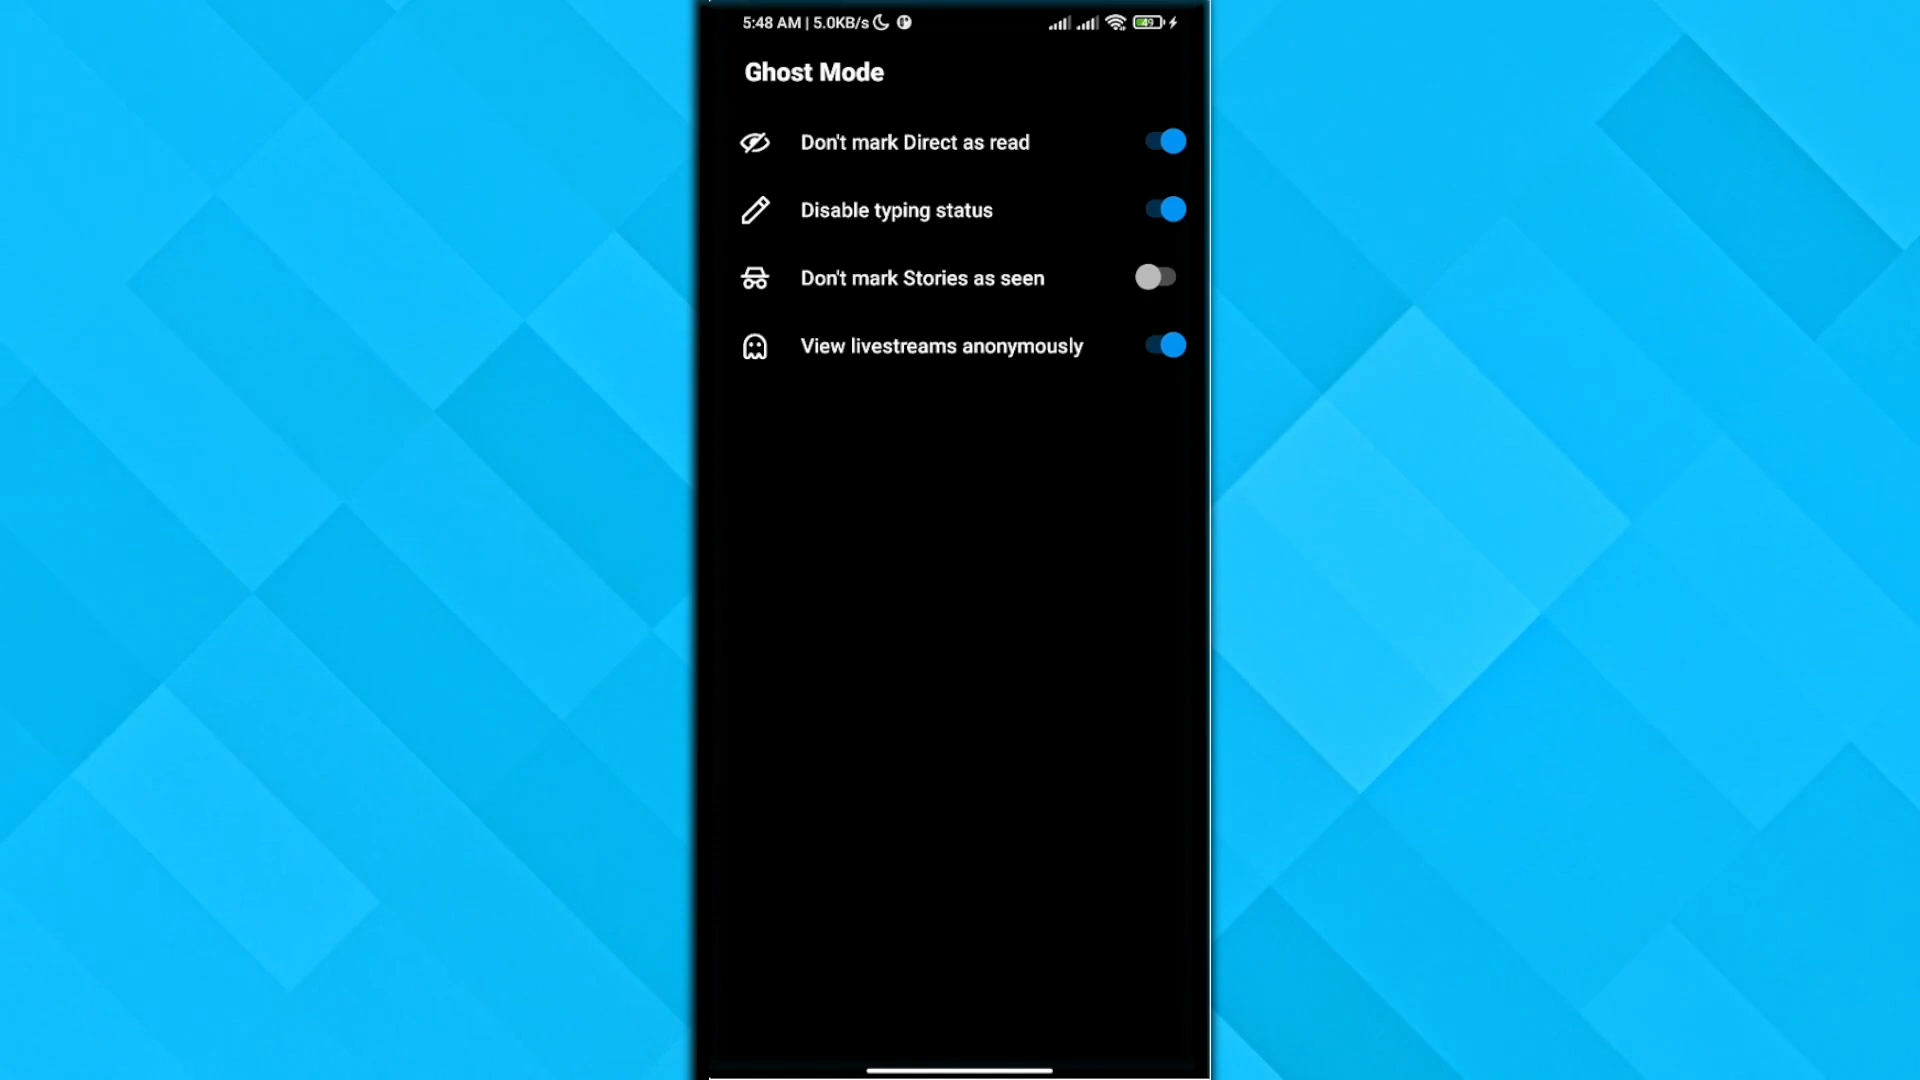 5:48 AM | 5.0KB/s 49
Ghost Mode
Don't mark Direct as read
Disable typing status
Don't mark Stories as seen
View livestreams anonymously